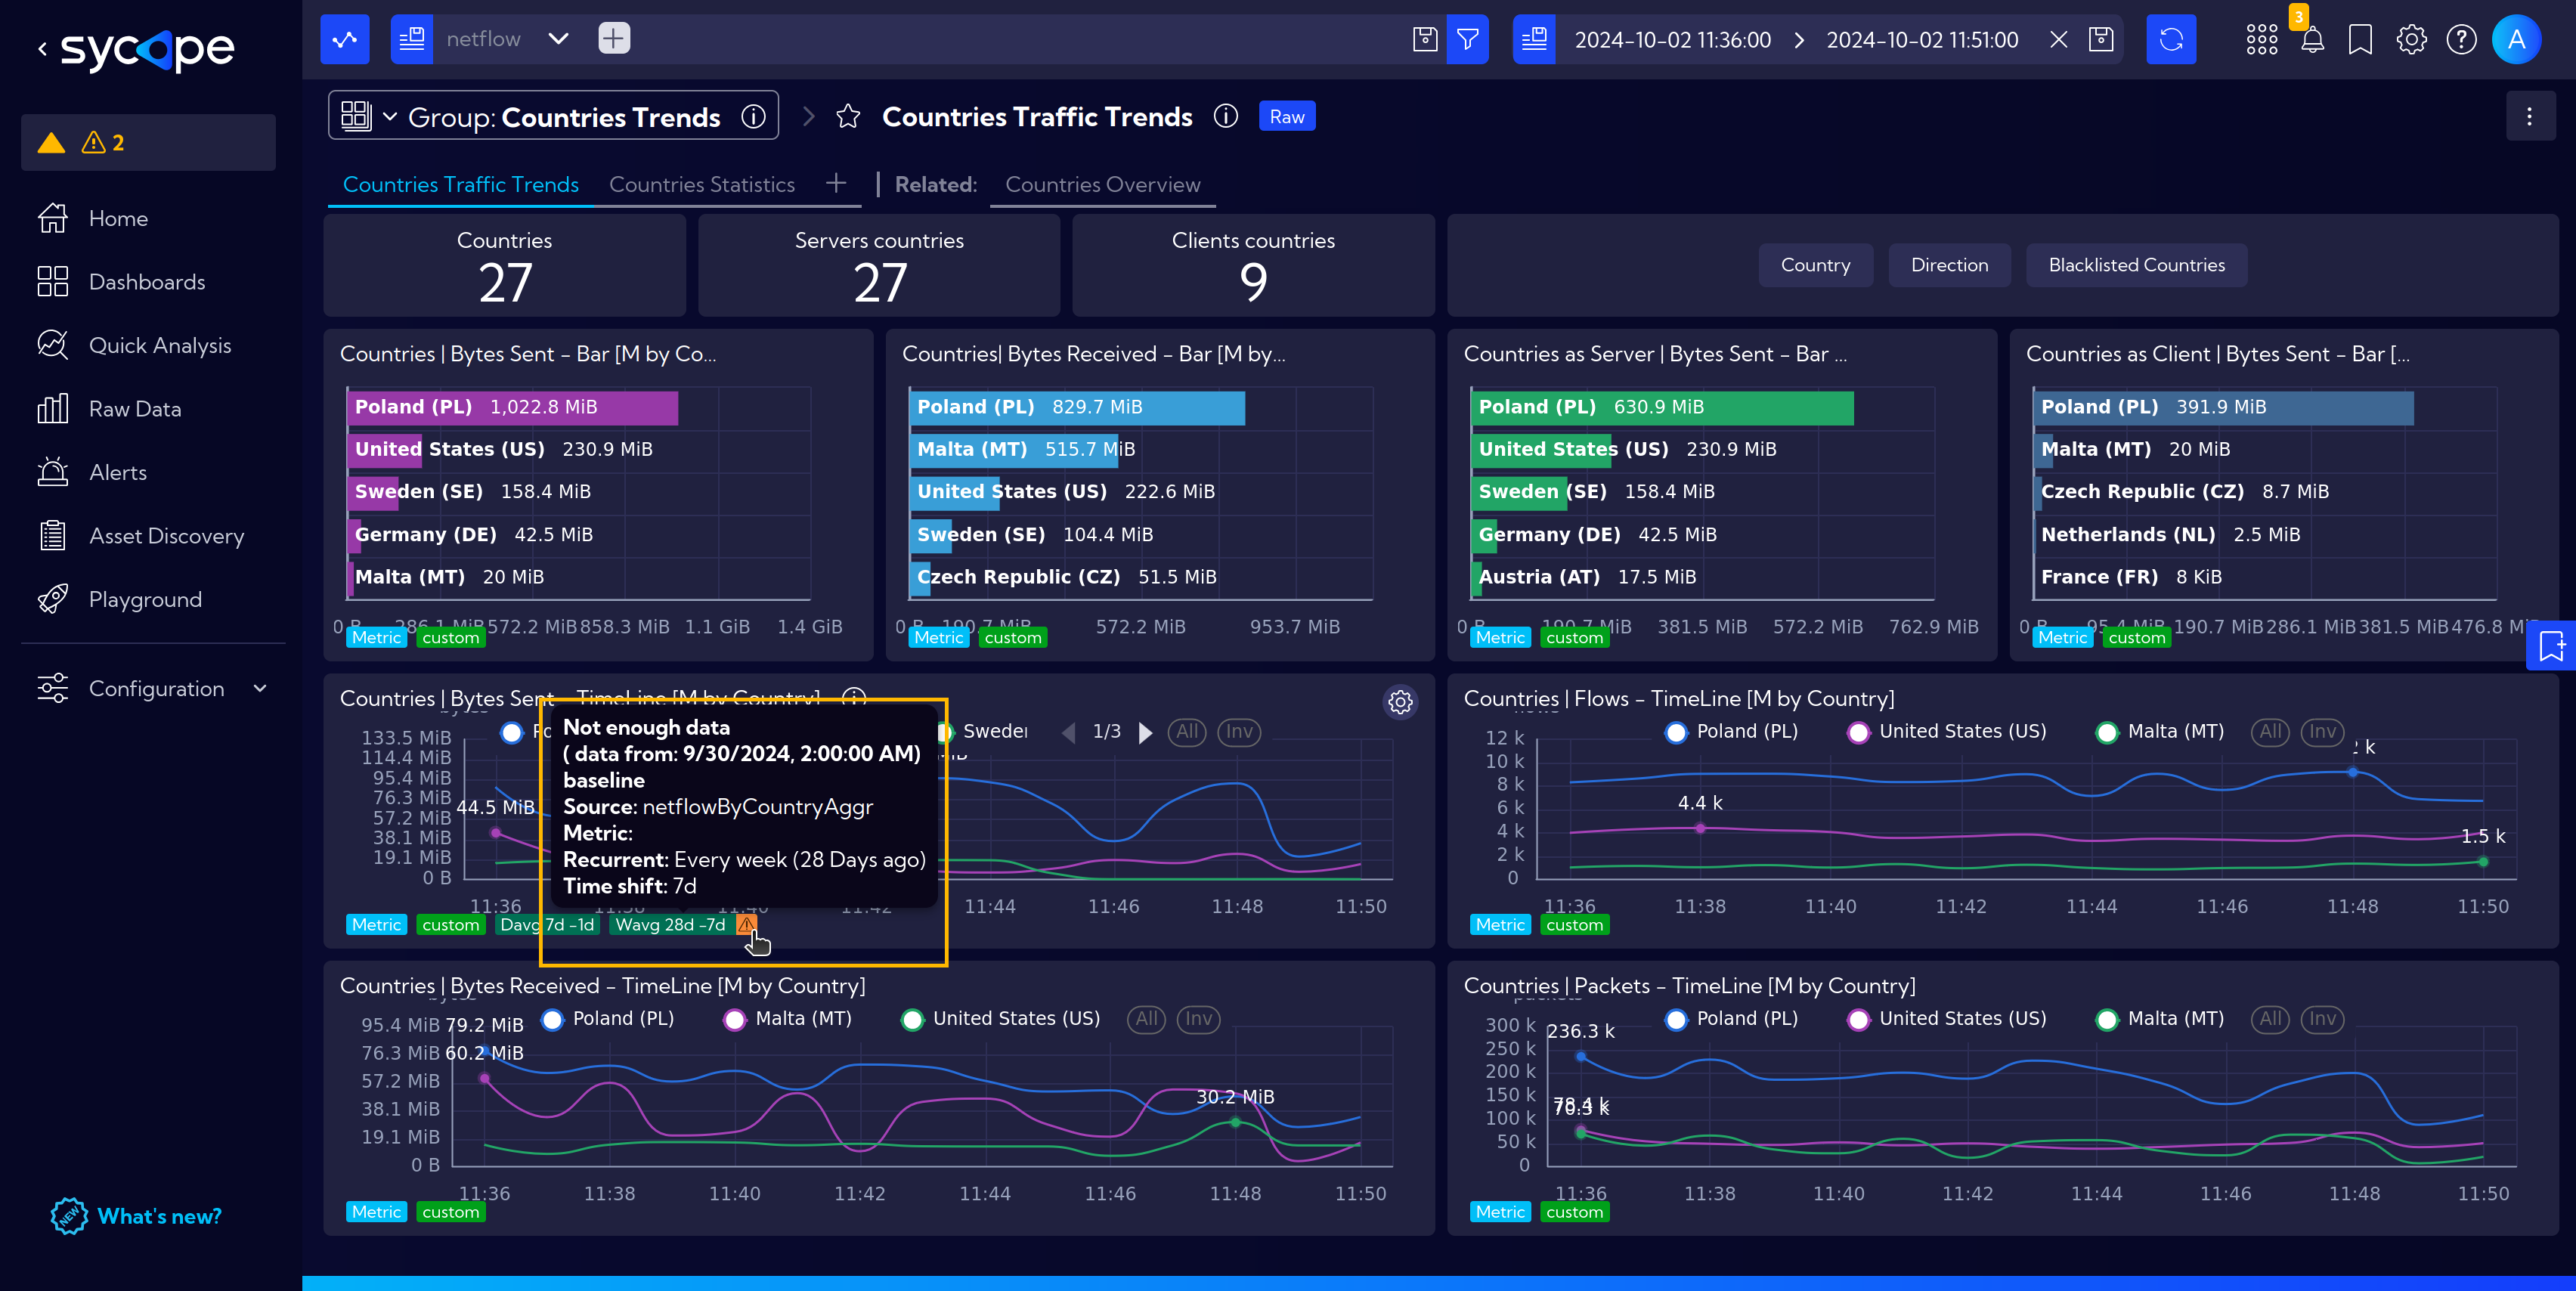 sycope
netflow
2024-10-02 11:36:00 > 2024-10-02 11:51:00
3
?
A
2
Home
Dashboards
Quick Analysis
Raw Data
Alerts
Asset Discovery
Playground
Configuration
NEW What's new?
Group: Countries Trends
Countries Traffic Trends
Raw
Countries Traffic Trends
Countries Statistics
Related:
Countries Overview
Countries
27
Servers countries
27
Clients countries
9
Country
Direction
Blacklisted Countries
Countries | Bytes Sent - Bar [M by Co...
Poland (PL) 1,022.8 MiB
United States (US) 230.9 MiB
Sweden (SE) 158.4 MiB
Germany (DE) 42.5 MiB
Malta (MT) 20 MiB
286.1 MiB 572.2 MiB 858.3 MiB 1.1 GiB 1.4 GiB
Metric custom
Countries| Bytes Received - Bar [M by...
Poland (PL) 829.7 MiB
Malta (MT) 515.7 MiB
United States (US) 222.6 MiB
Sweden (SE) 104.4 MiB
Czech Republic (CZ) 51.5 MiB
0 B 190.7 MiB 572.2 MiB 953.7 MiB
Metric custom
Countries as Server | Bytes Sent - Bar ...
Poland (PL) 630.9 MiB
United States (US) 230.9 MiB
Sweden (SE) 158.4 MiB
Germany (DE) 42.5 MiB
Austria (AT) 17.5 MiB
0 B 190.7 MiB 381.5 MiB 572.2 MiB 762.9 MiB
Metric custom
Countries as Client | Bytes Sent - Bar [...
Poland (PL) 391.9 MiB
Malta (MT) 20 MiB
Czech Republic (CZ) 8.7 MiB
Netherlands (NL) 2.5 MiB
France (FR) 8 KiB
0 B 95.4 MiB 190.7 MiB 286.1 MiB 381.5 MiB 476.8 M
Metric custom
Countries | Bytes Sent - TimeLine [M by Country]
Sweden
1/3
All
Inv
133.5 MiB
114.4 MiB
95.4 MiB
76.3 MiB
57.2 MiB
38.1 MiB
19.1 MiB
0 B
44.5 MiB
Not enough data
( data from: 9/30/2024, 2:00:00 AM)
baseline
Source: netflowByCountryAggr
Metric:
Recurrent: Every week (28 Days ago)
Time shift: 7d
11:36 11:38 11:40 11:42 11:44 11:46 11:48 11:50
Metric custom Davg 7d -1d Wavg 28d -7d
Countries | Flows - TimeLine [M by Country]
Poland (PL) United States (US) Malta (MT) All Inv
12 k
10 k
8 k
6 k
4 k
2 k
0
4.4 k
1.5 k
11:36 11:38 11:40 11:42 11:44 11:46 11:48 11:50
Metric custom
Countries | Bytes Received - TimeLine [M by Country]
bytes
Poland (PL) Malta (MT) United States (US) All Inv
95.4 MiB
76.3 MiB
57.2 MiB
38.1 MiB
19.1 MiB
0 B
79.2 MiB
60.2 MiB
30.2 MiB
11:36 11:38 11:40 11:42 11:44 11:46 11:48 11:50
Metric custom
Countries | Packets - TimeLine [M by Country]
packets
Poland (PL) United States (US) Malta (MT) All Inv
300 k
250 k
200 k
150 k
100 k
50 k
0
236.3 k
11:36 11:38 11:40 11:42 11:44 11:46 11:48 11:50
Metric custom